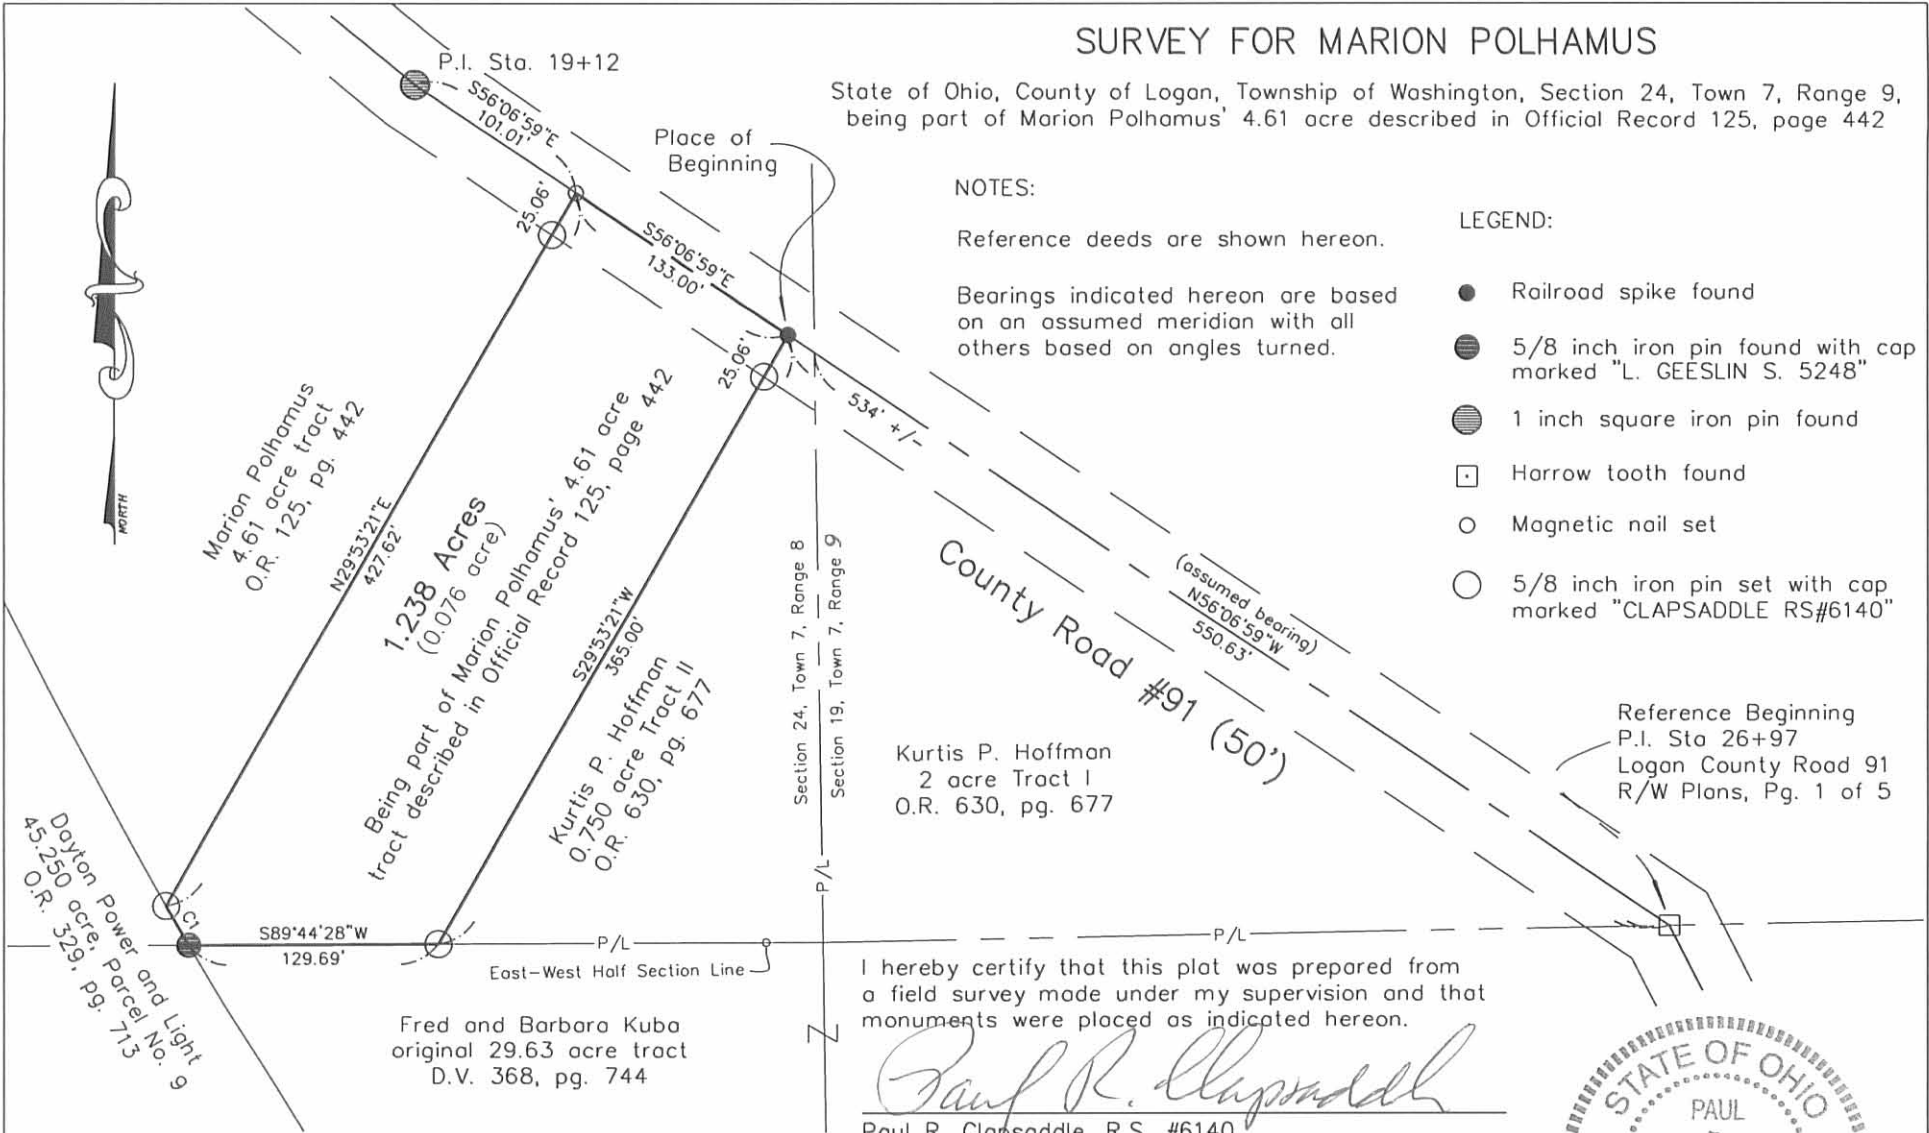 SURVEY FOR MARION POLHAMUS
State of Ohio, County of Logan, Township of Washington, Section 24, Town 7, Range 9,
being part of Marion Polhamus' 4.61 acre described in Official Record 125, page 442
P.I. Sta. 19+12
S56°06'59"E
101.01'
Place of
Beginning
25.06'
S56°06'59"E
133.00'
25.06'
534' +/-
NORTH
NOTES:
Reference deeds are shown hereon.
Bearings indicated hereon are based
on an assumed meridian with all
others based on angles turned.
LEGEND:
Railroad spike found
5/8 inch iron pin found with cap
marked "L. GEESLIN S. 5248"
1 inch square iron pin found
Harrow tooth found
Magnetic nail set
5/8 inch iron pin set with cap
marked "CLAPSADDLE RS#6140"
Marion Polhamus
4.61 acre tract
O.R. 125, pg. 442
N29°53'21"E
427.62'
1.238 Acres
(0.076 acre)
Being part of Marion Polhamus' 4.61 acre
tract described in Official Record 125, page 442
S29°53'21"W
365.00'
Kurtis P. Hoffman
0.750 acre Tract II
O.R. 630, pg. 677
Section 24, Town 7, Range 8
Section 19, Town 7, Range 9
County Road #91 (50')
(assumed bearing)
N56°06'59"W
550.63'
Kurtis P. Hoffman
2 acre Tract I
O.R. 630, pg. 677
Reference Beginning
P.I. Sta 26+97
Logan County Road 91
R/W Plans, Pg. 1 of 5
Dayton Power and Light
45.250 acre, Parcel No. 9
O.R. 329, pg. 713
C1
S89°44'28"W
129.69'
P/L
P/L
P/L
East-West Half Section Line
Fred and Barbara Kuba
original 29.63 acre tract
D.V. 368, pg. 744
I hereby certify that this plat was prepared from
a field survey made under my supervision and that
monuments were placed as indicated hereon.
Paul R. Clapsaddle
Paul R. Clapsaddle, R.S. #6140
STATE OF OHIO
PAUL